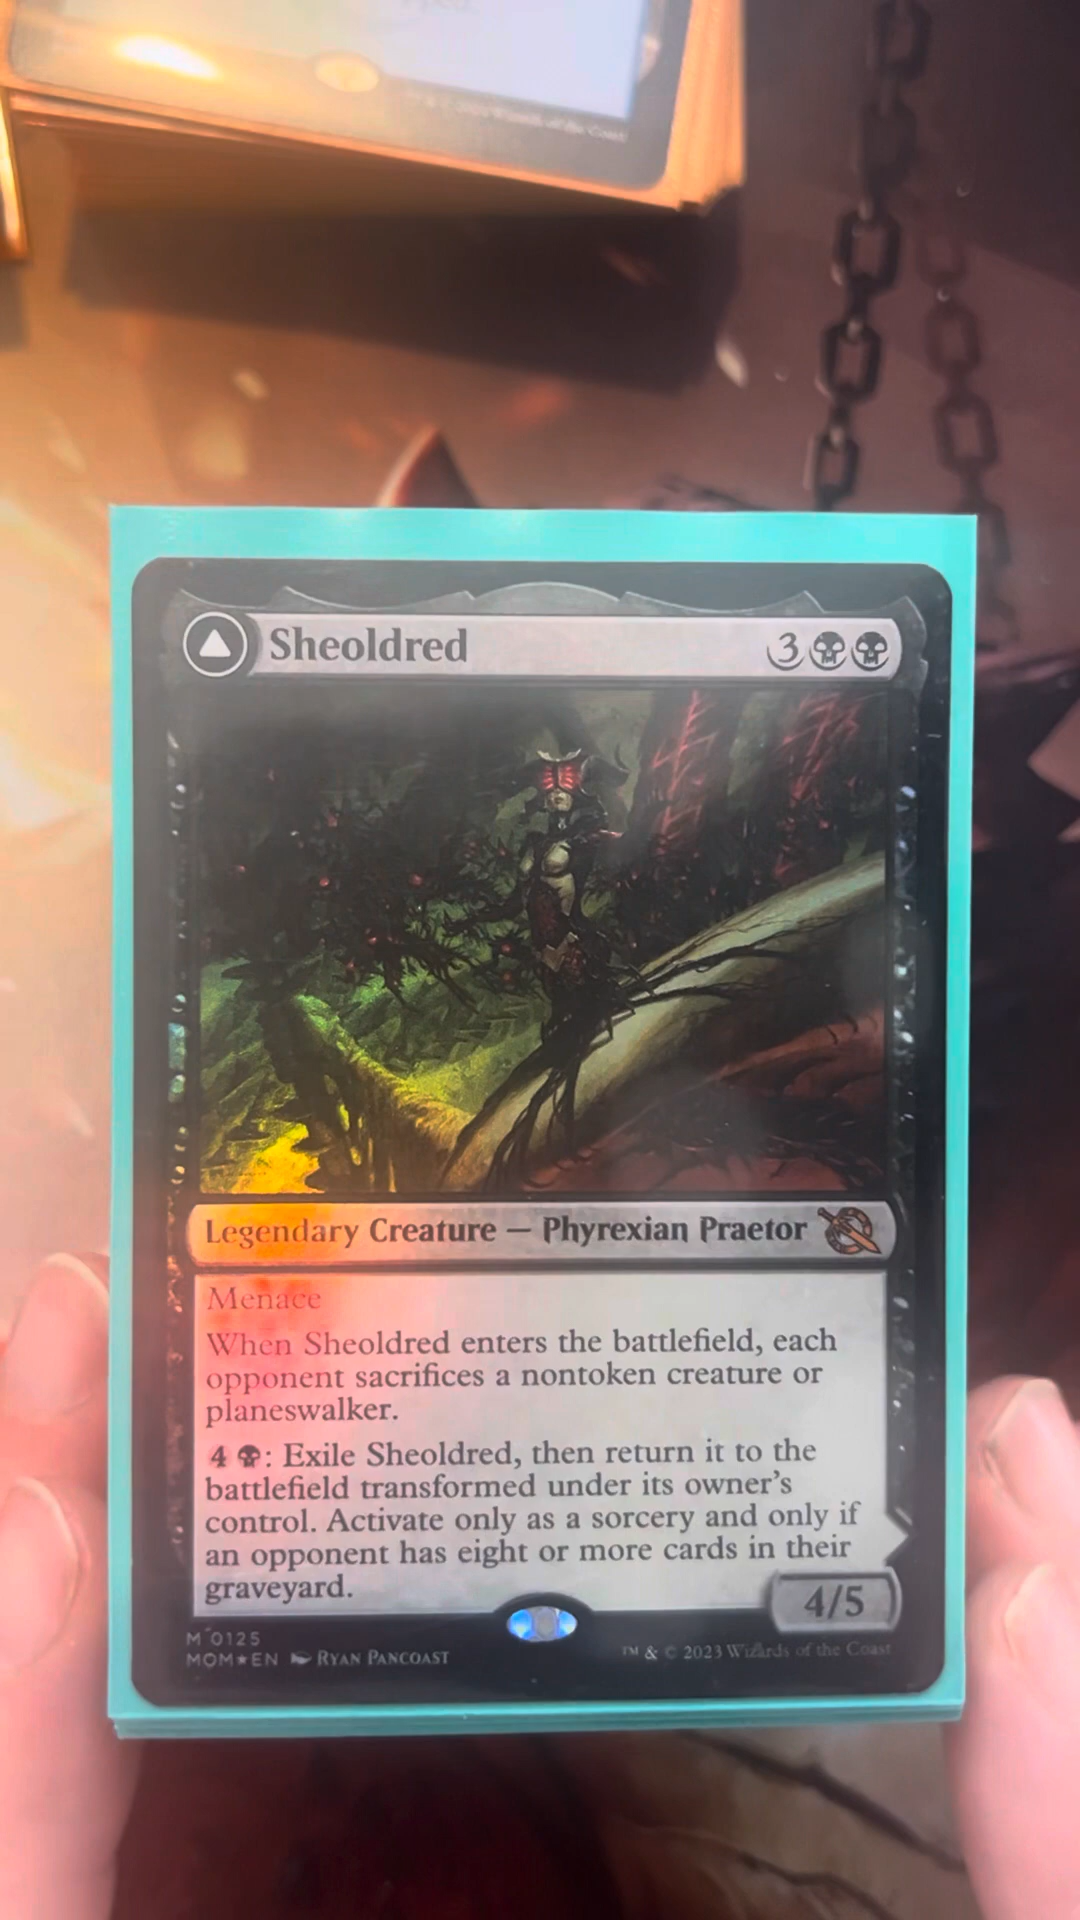 Sheoldred 3
Legendary Creature — Phyrexian Praetor
Menace
When Sheoldred enters the battlefield, each
opponent sacrifices a nontoken creature or
planeswalker.
4 : Exile Sheoldred, then return it to the
battlefield transformed under its owner's
control. Activate only as a sorcery and only if
an opponent has eight or more cards in their
graveyard.
4/5
M 0125
MOM★EN RYAN PANCOAST
™ & © 2023 Wizards of the Coast